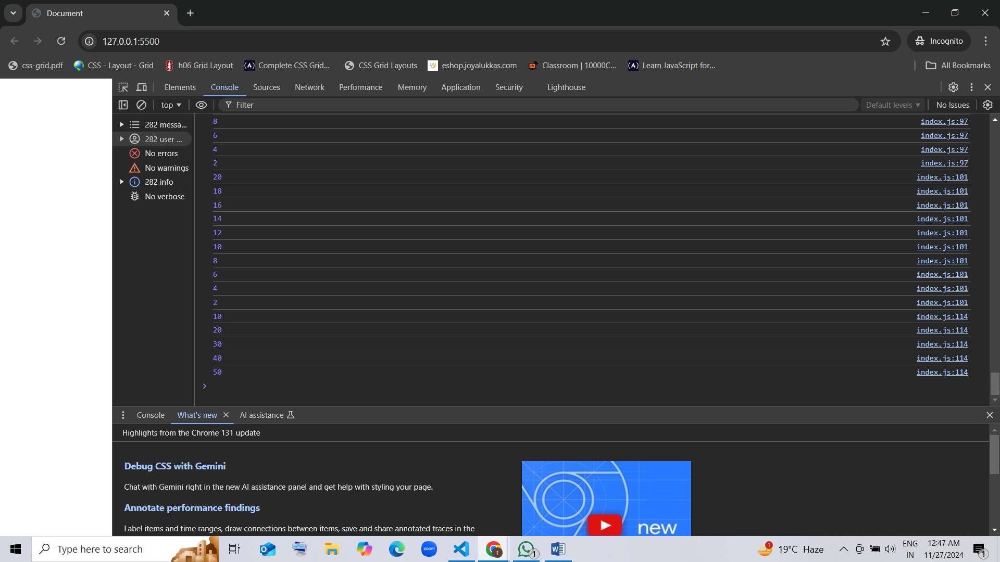 Document
127.0.0.1:5500
Incognito
css-grid.pdf CSS - Layout - Grid h06 Grid Layout Complete CSS Grid... CSS Grid Layouts eshop.joyalukkas.com Classroom | 10000C... Learn JavaScript for... All Bookmarks
Elements Console Sources Network Performance Memory Application Security Lighthouse
top Filter Default levels No Issues
282 messa...
282 user ...
No errors
No warnings
282 info
No verbose
8 index.js:97
6 index.js:97
4 index.js:97
2 index.js:97
20 index.js:101
18 index.js:101
16 index.js:101
14 index.js:101
12 index.js:101
10 index.js:101
8 index.js:101
6 index.js:101
4 index.js:101
2 index.js:101
10 index.js:114
20 index.js:114
30 index.js:114
40 index.js:114
50 index.js:114
Console What's new AI assistance
Highlights from the Chrome 131 update
Debug CSS with Gemini
Chat with Gemini right in the new AI assistance panel and get help with styling your page.
Annotate performance findings
Label items and time ranges, draw connections between items, save and share annotated traces in the
new
Type here to search
zoom
t
1
1
19°C Haze
ENG
IN
12:47 AM
11/27/2024
1